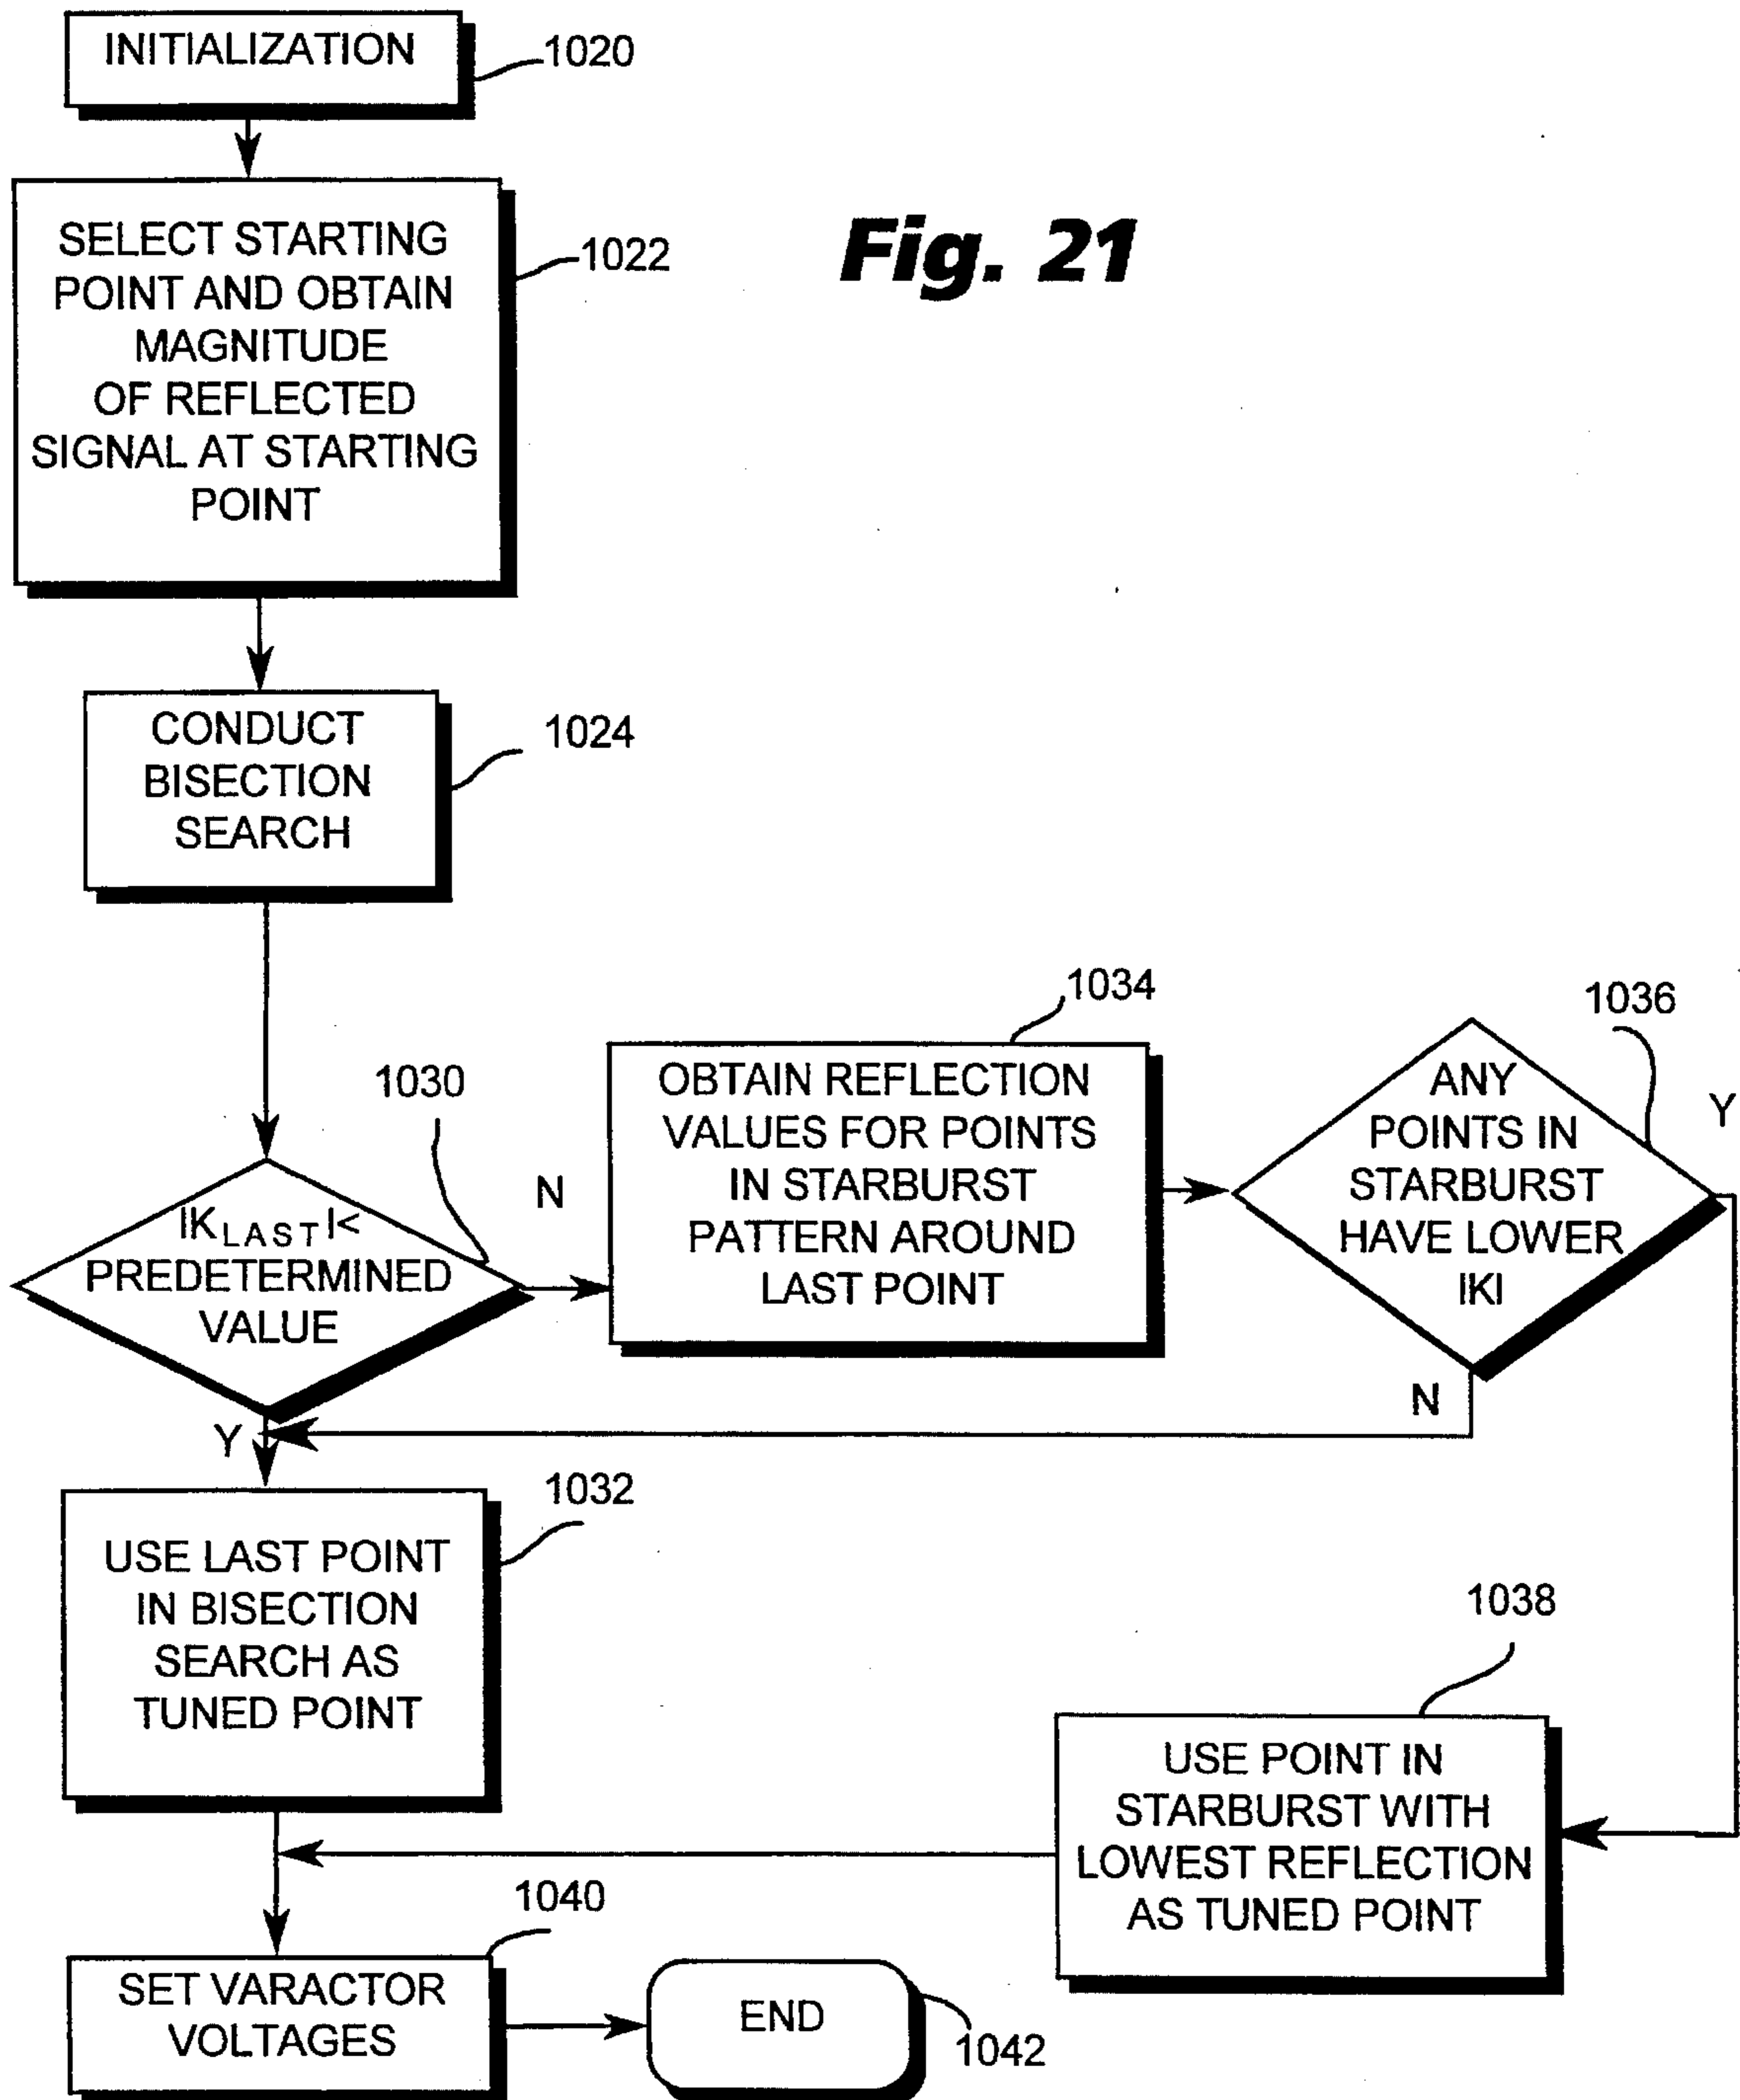 INITIALIZATION
1020
SELECT STARTING
POINT AND OBTAIN
MAGNITUDE
OF REFLECTED
SIGNAL AT STARTING
POINT
1022
Fig. 21
CONDUCT
BISECTION
SEARCH
1024
1030
|K LAST |<
PREDETERMINED
VALUE
N
Y
1034
OBTAIN REFLECTION
VALUES FOR POINTS
IN STARBURST
PATTERN AROUND
LAST POINT
1036
ANY
POINTS IN
STARBURST
HAVE LOWER
|K|
Y
N
1032
USE LAST POINT
IN BISECTION
SEARCH AS
TUNED POINT
1038
USE POINT IN
STARBURST WITH
LOWEST REFLECTION
AS TUNED POINT
1040
SET VARACTOR
VOLTAGES
END
1042